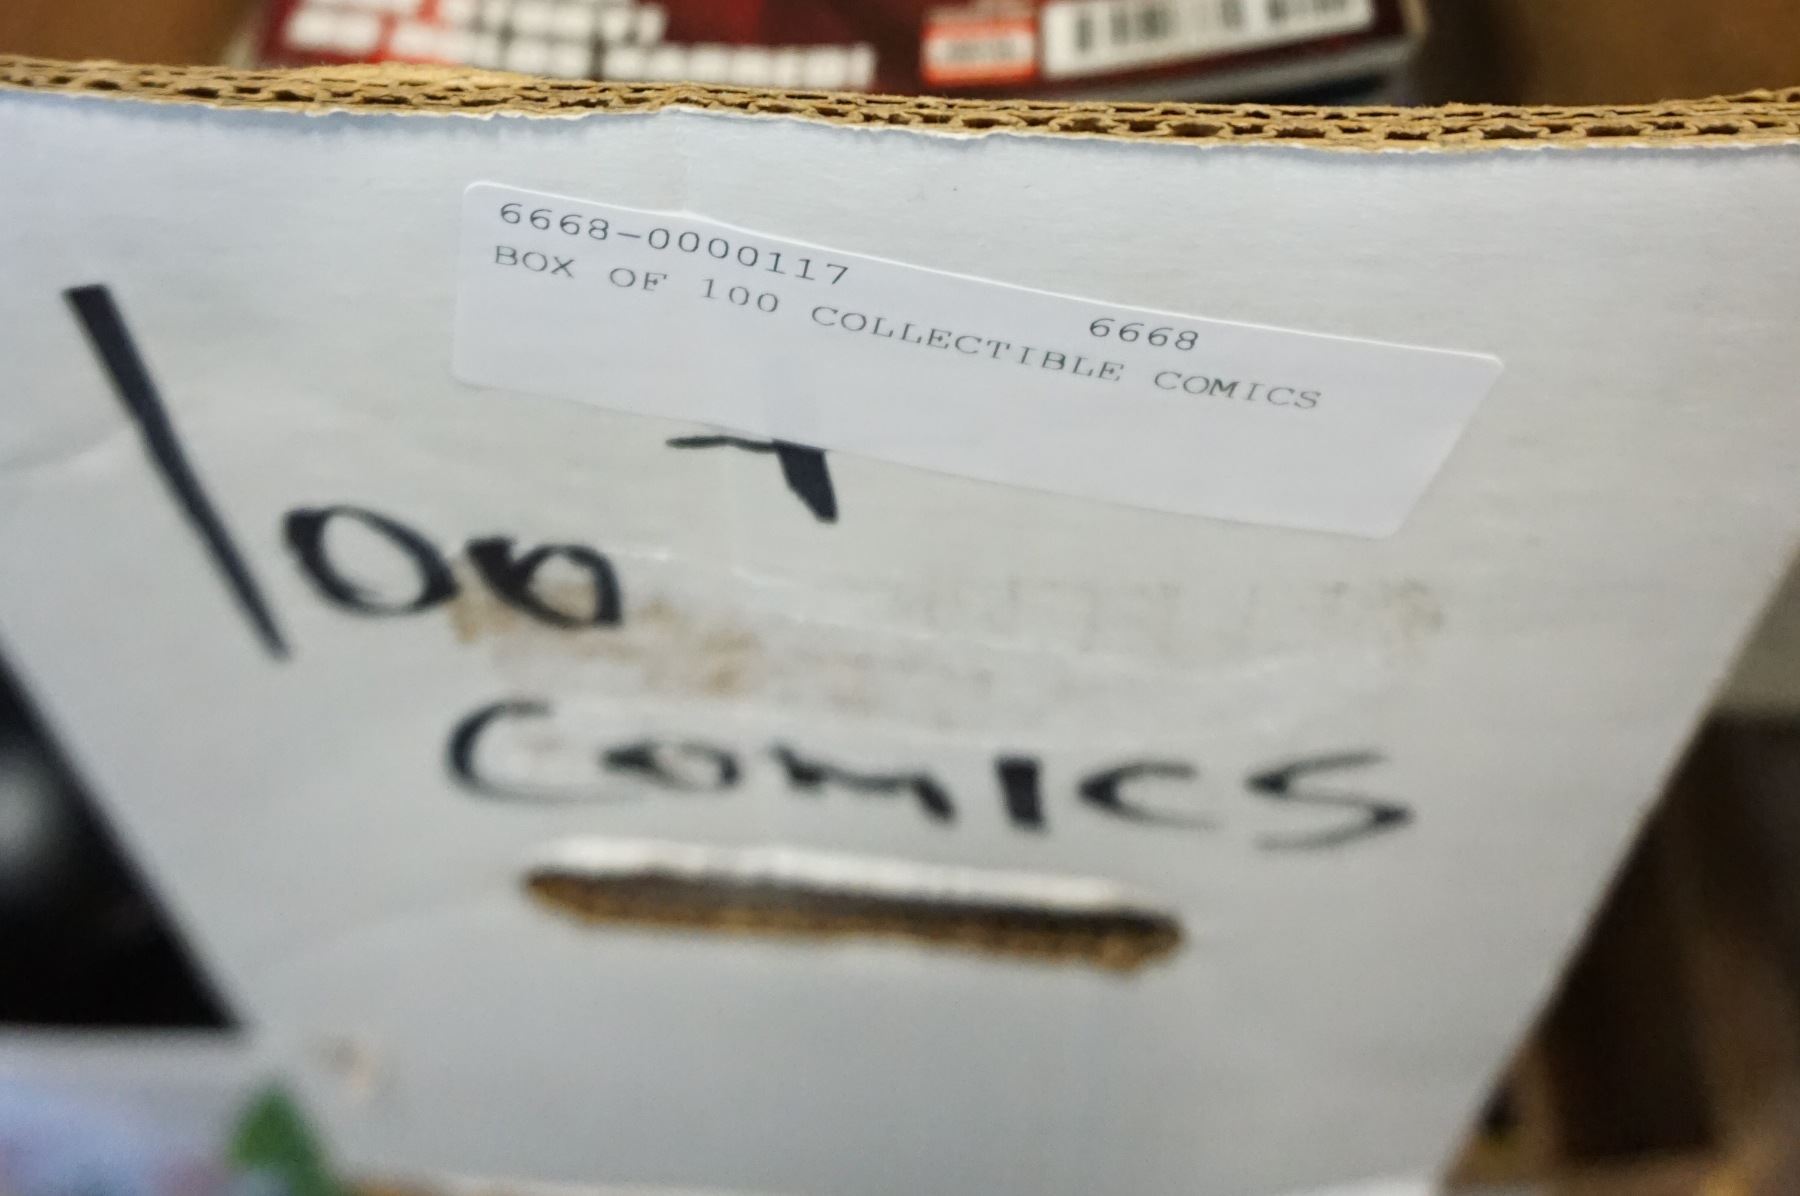 6668-0000117
6668
BOX OF 100 COLLECTIBLE COMICS
100
COMICS